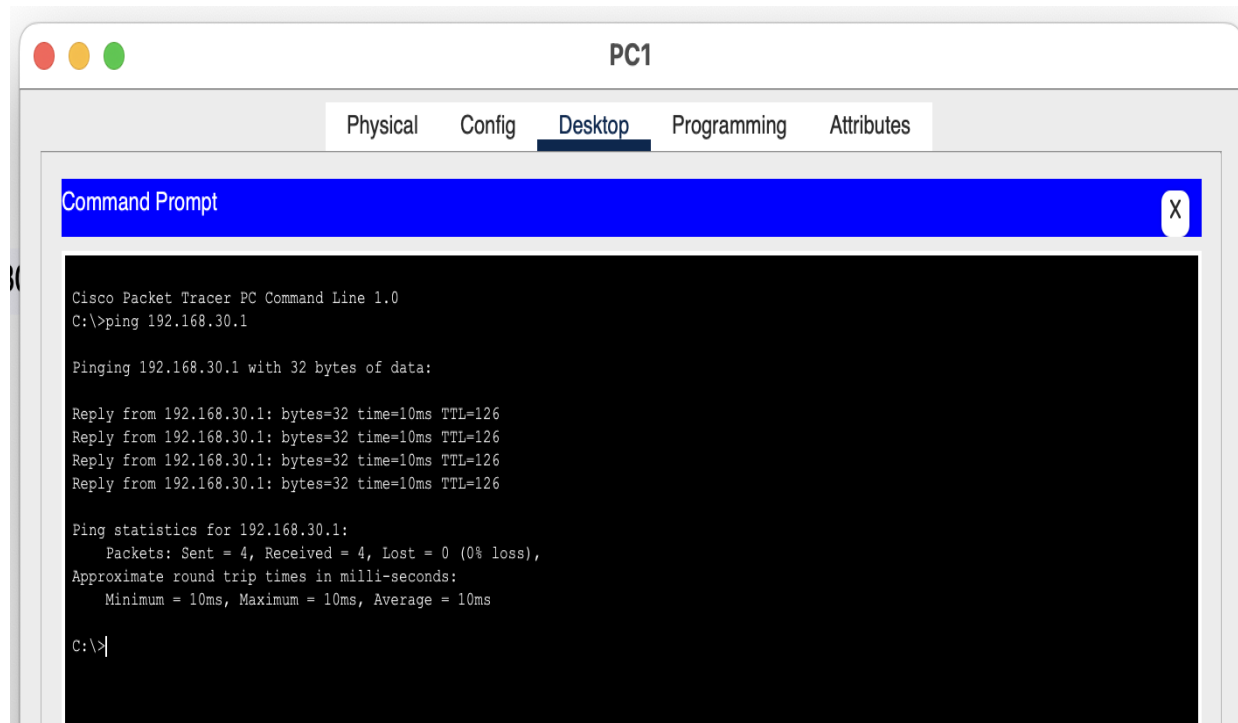 PC1
Physical Config Desktop Programming Attributes
Command Prompt
X
Cisco Packet Tracer PC Command Line 1.0
C:\>ping 192.168.30.1
Pinging 192.168.30.1 with 32 bytes of data:
Reply from 192.168.30.1: bytes=32 time=10ms TTL=126
Reply from 192.168.30.1: bytes=32 time=10ms TTL=126
Reply from 192.168.30.1: bytes=32 time=10ms TTL=126
Reply from 192.168.30.1: bytes=32 time=10ms TTL=126
Ping statistics for 192.168.30.1:
Packets: Sent = 4, Received = 4, Lost = 0 (0% loss),
Approximate round trip times in milli-seconds:
Minimum = 10ms, Maximum = 10ms, Average = 10ms
C:\>